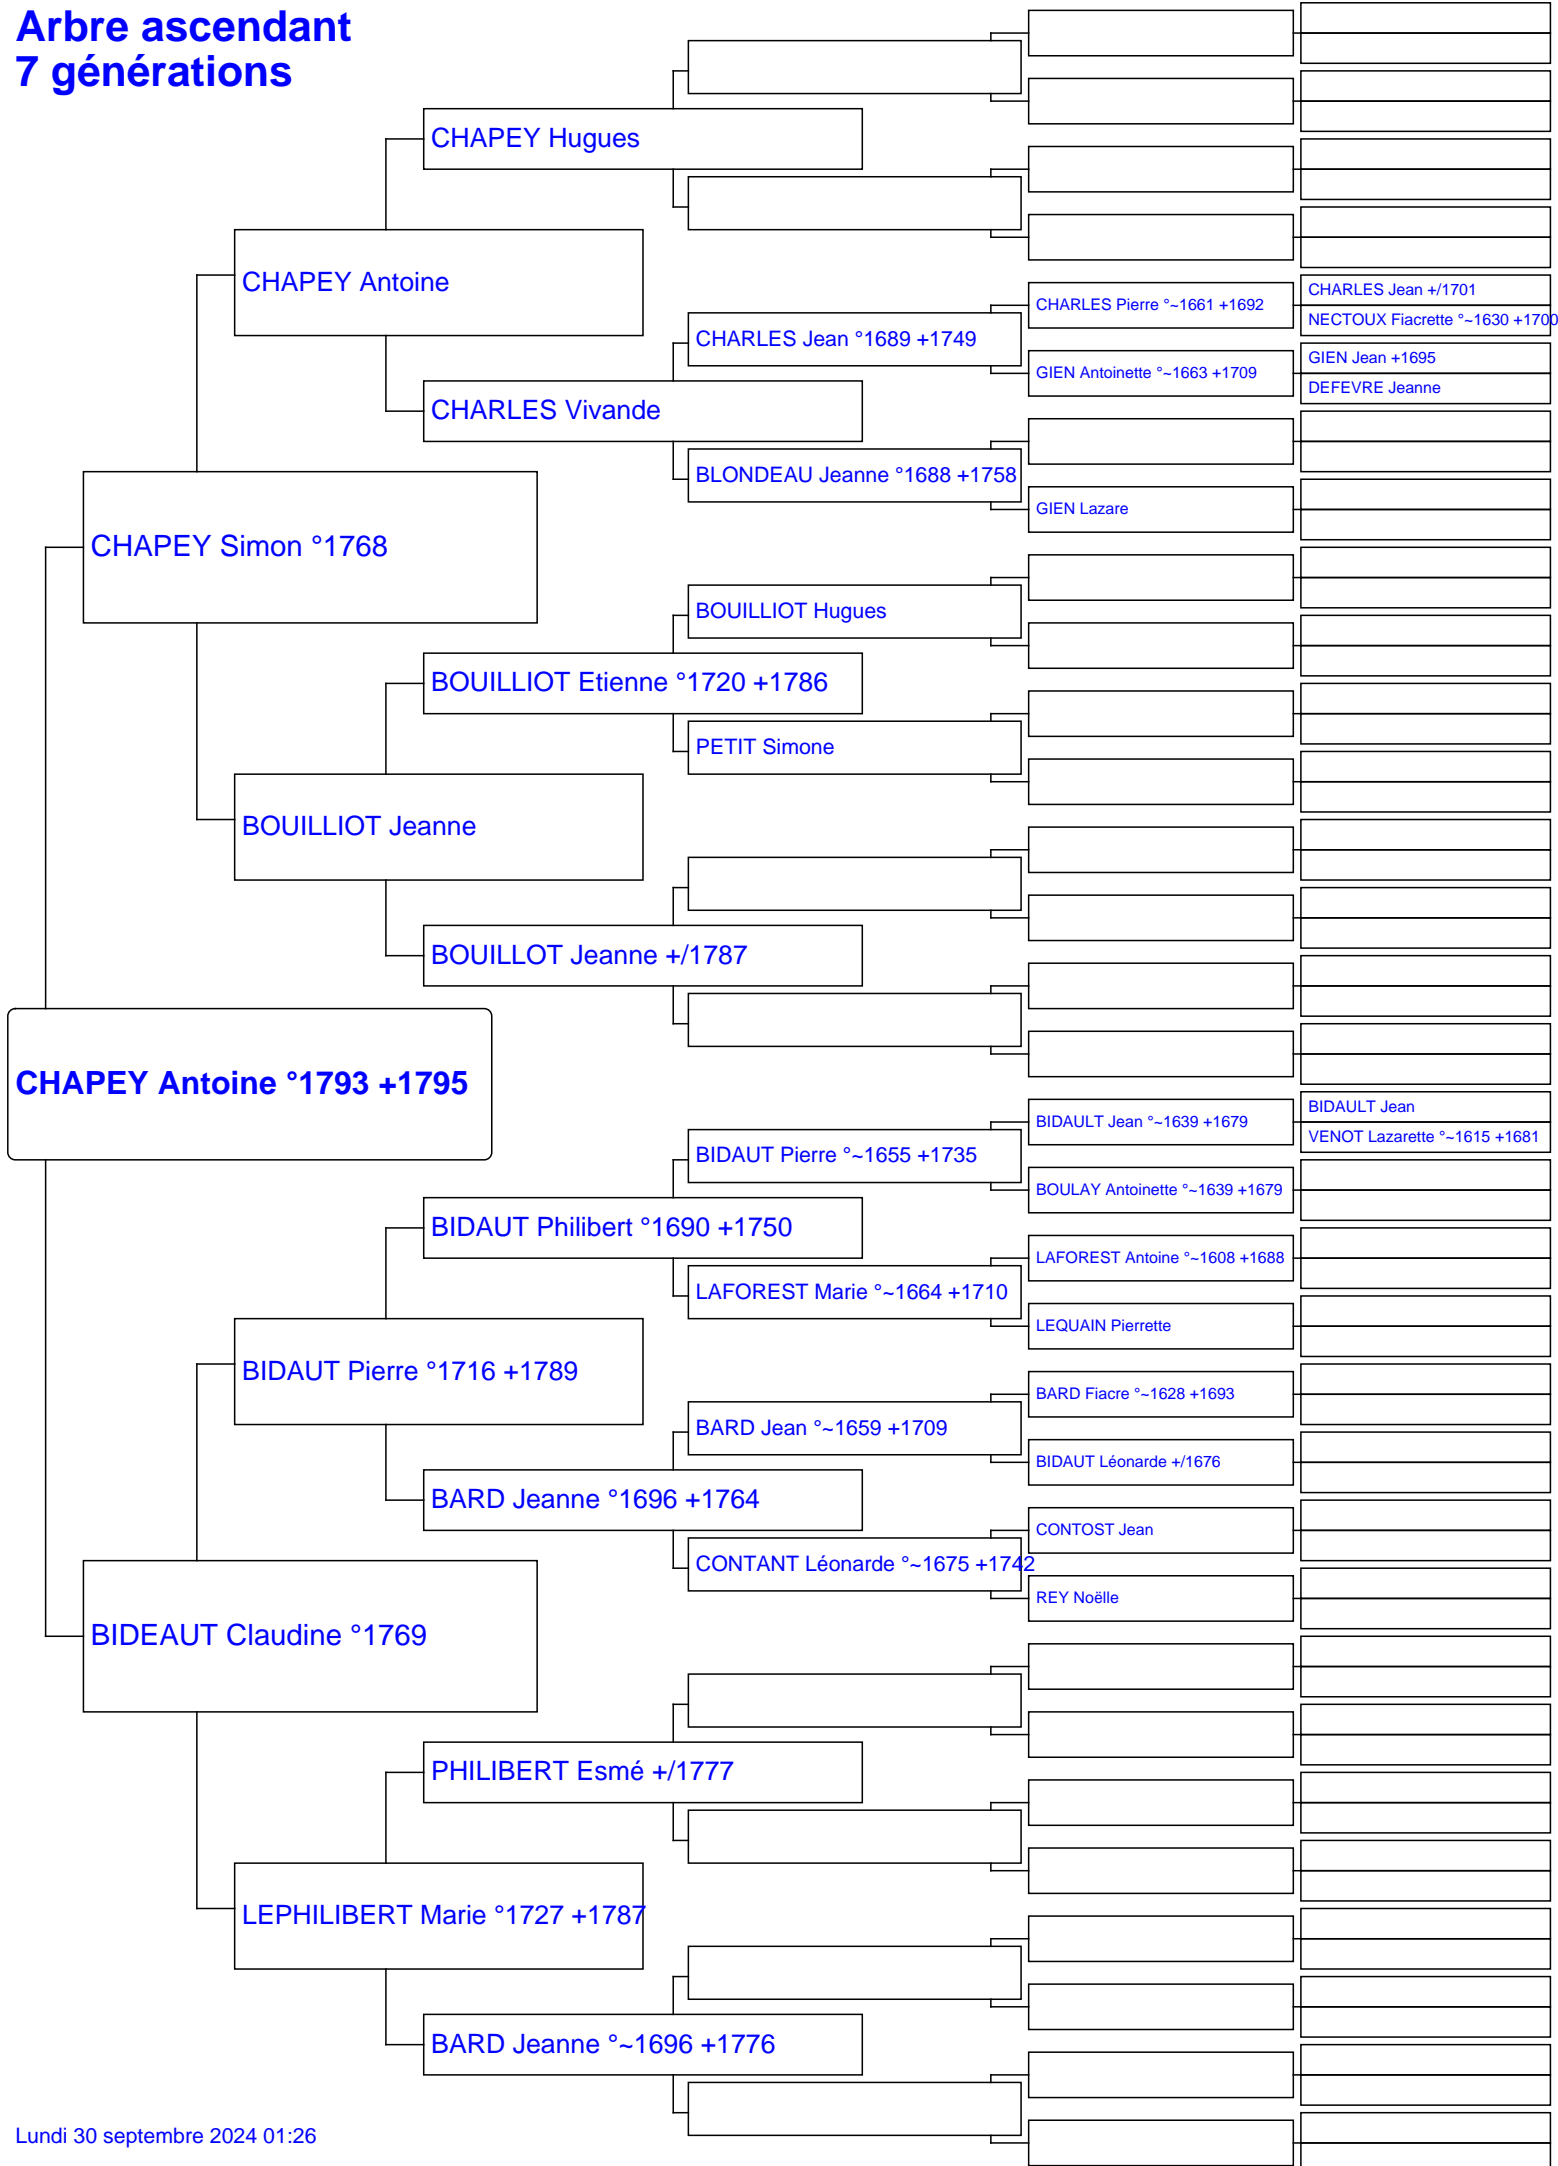 Arbre ascendant
7 générations
CHAPEY Hugues
CHAPEY Antoine
CHARLES Pierre °~1661 +1692
CHARLES Jean +/1701
NECTOUX Fiacrette °~1630 +1700
CHARLES Jean °1689 +1749
GIEN Antoinette °~1663 +1709
GIEN Jean +1695
DEFEVRE Jeanne
CHARLES Vivande
BLONDEAU Jeanne °1688 +1758
GIEN Lazare
CHAPEY Simon °1768
BOUILLIOT Hugues
BOUILLIOT Etienne °1720 +1786
PETIT Simone
BOUILLIOT Jeanne
BOUILLOT Jeanne +/1787
CHAPEY Antoine °1793 +1795
BIDAULT Jean °~1639 +1679
BIDAULT Jean
VENOT Lazarette °~1615 +1681
BIDAUT Pierre °~1655 +1735
BOULAY Antoinette °~1639 +1679
BIDAUT Philibert °1690 +1750
LAFOREST Antoine °~1608 +1688
LAFOREST Marie °~1664 +1710
LEQUAIN Pierrette
BIDAUT Pierre °1716 +1789
BARD Fiacre °~1628 +1693
BARD Jean °~1659 +1709
BIDAUT Léonarde +/1676
BARD Jeanne °1696 +1764
CONTOST Jean
CONTANT Léonarde °~1675 +1742
REY Noëlle
BIDEAUT Claudine °1769
PHILIBERT Esmé +/1777
LEPHILIBERT Marie °1727 +1787
BARD Jeanne °~1696 +1776
Lundi 30 septembre 2024 01:26